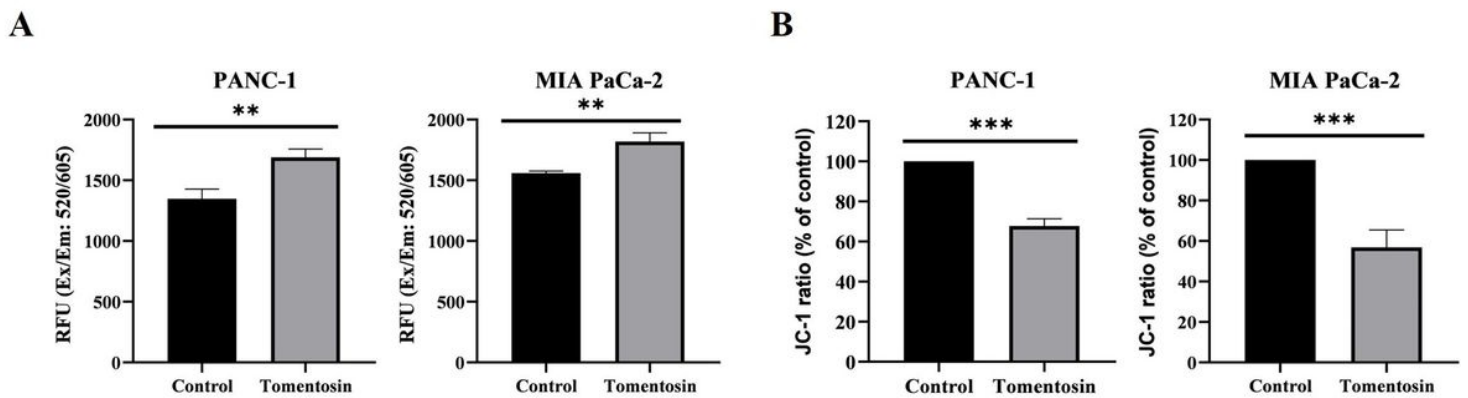 A
PANC-1
**
RFU (Ex/Em: 520/605)
2000
1500
1000
500
0
Control
Tomentosin
MIA PaCa-2
**
RFU (Ex/Em: 520/605)
2000
1500
1000
500
0
Control
Tomentosin
B
PANC-1
***
JC-1 ratio (% of control)
120
100
80
60
40
20
0
Control
Tomentosin
MIA PaCa-2
***
JC-1 ratio (% of control)
120
100
80
60
40
20
0
Control
Tomentosin